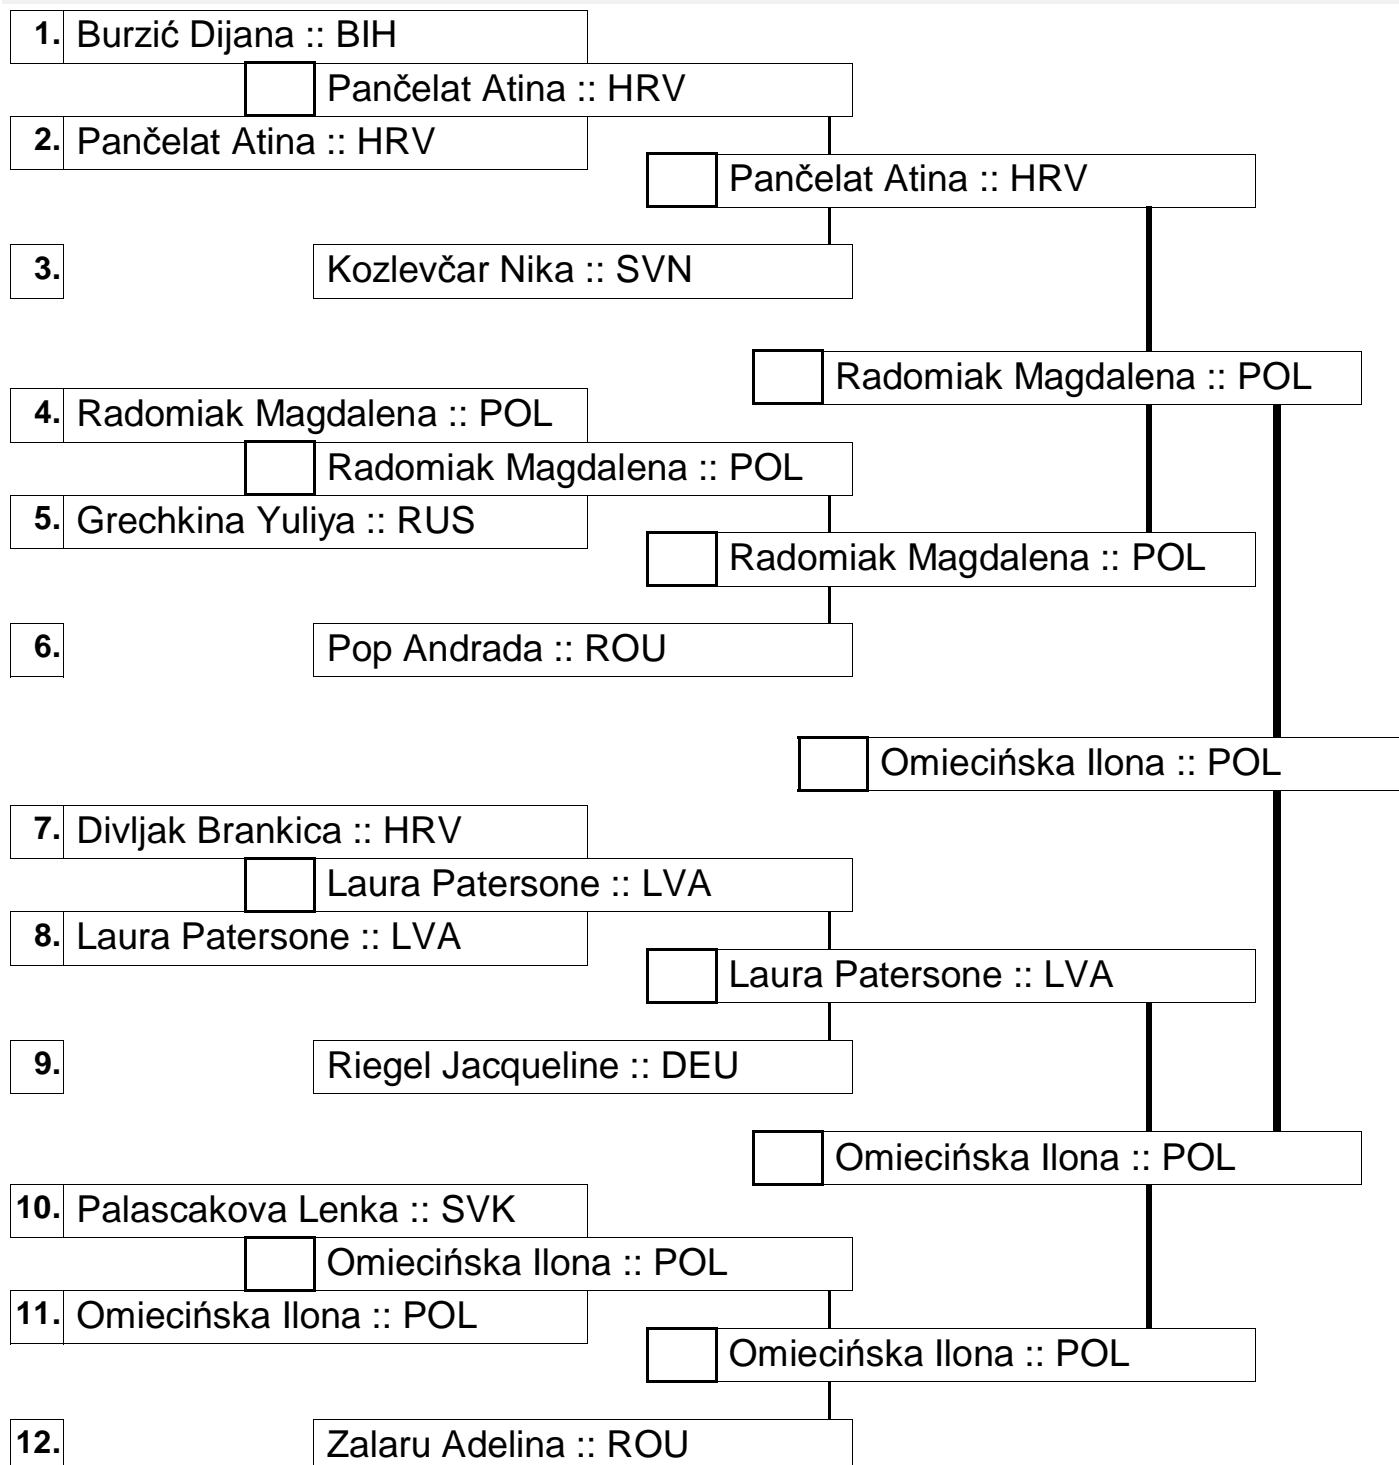 1. Burzić Dijana :: BIH
Pančelat Atina :: HRV
2. Pančelat Atina :: HRV
Pančelat Atina :: HRV
3. Kozlevčar Nika :: SVN
Radomiak Magdalena :: POL
4. Radomiak Magdalena :: POL
Radomiak Magdalena :: POL
5. Grechkina Yuliya :: RUS
Radomiak Magdalena :: POL
6. Pop Andrada :: ROU
Omiecińska Ilona :: POL
7. Divljak Brankica :: HRV
Laura Patersone :: LVA
8. Laura Patersone :: LVA
Laura Patersone :: LVA
9. Riegel Jacqueline :: DEU
Omiecińska Ilona :: POL
10. Palascakova Lenka :: SVK
Omiecińska Ilona :: POL
11. Omiecińska Ilona :: POL
Omiecińska Ilona :: POL
12. Zalaru Adelina :: ROU